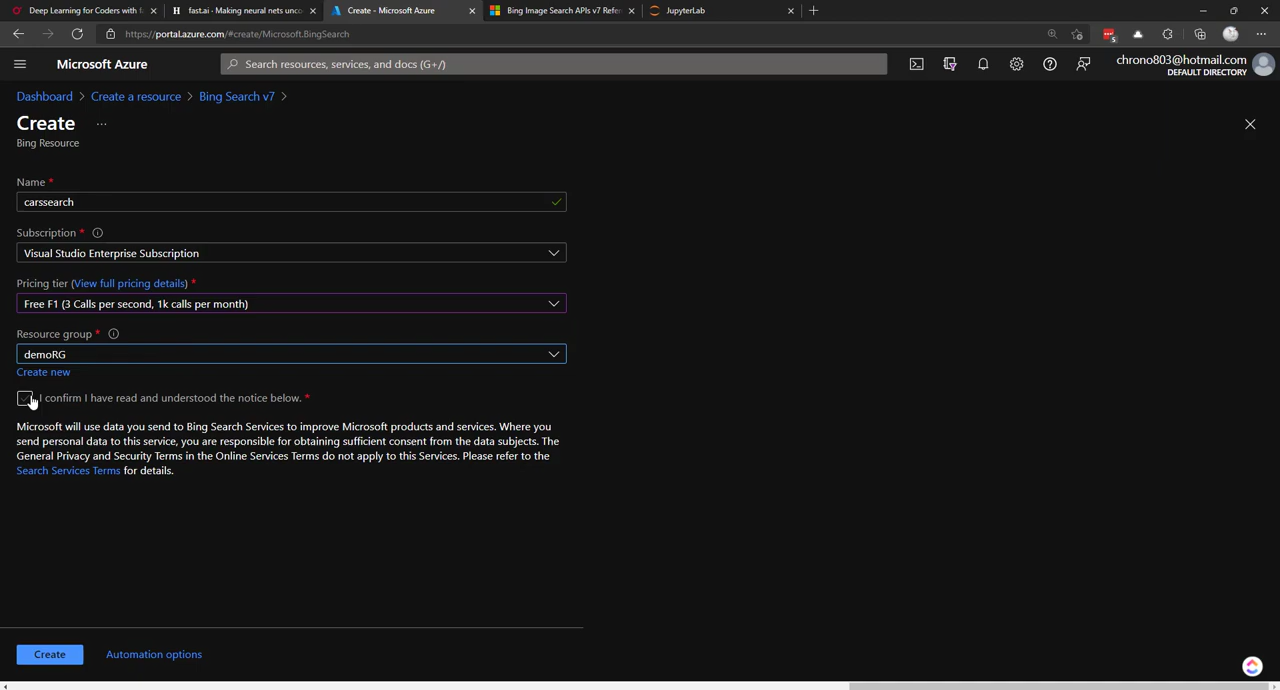 Deep Learning for Coders with fa
fast.ai · Making neural nets unco
Create - Microsoft Azure
Bing Image Search APIs v7 Refer
JupyterLab
https://portal.azure.com/#create/Microsoft.BingSearch
5
Microsoft Azure
Search resources, services, and docs (G+/)
chrono803@hotmail.com
DEFAULT DIRECTORY
Dashboard > Create a resource > Bing Search v7 >
Create ...
Bing Resource
Name *
carssearch
Subscription *
Visual Studio Enterprise Subscription
Pricing tier (View full pricing details) *
Free F1 (3 Calls per second, 1k calls per month)
Resource group *
demoRG
Create new
I confirm I have read and understood the notice below. *
Microsoft will use data you send to Bing Search Services to improve Microsoft products and services. Where you
send personal data to this service, you are responsible for obtaining sufficient consent from the data subjects. The
General Privacy and Security Terms in the Online Services Terms do not apply to this Services. Please refer to the
Search Services Terms for details.
Create
Automation options